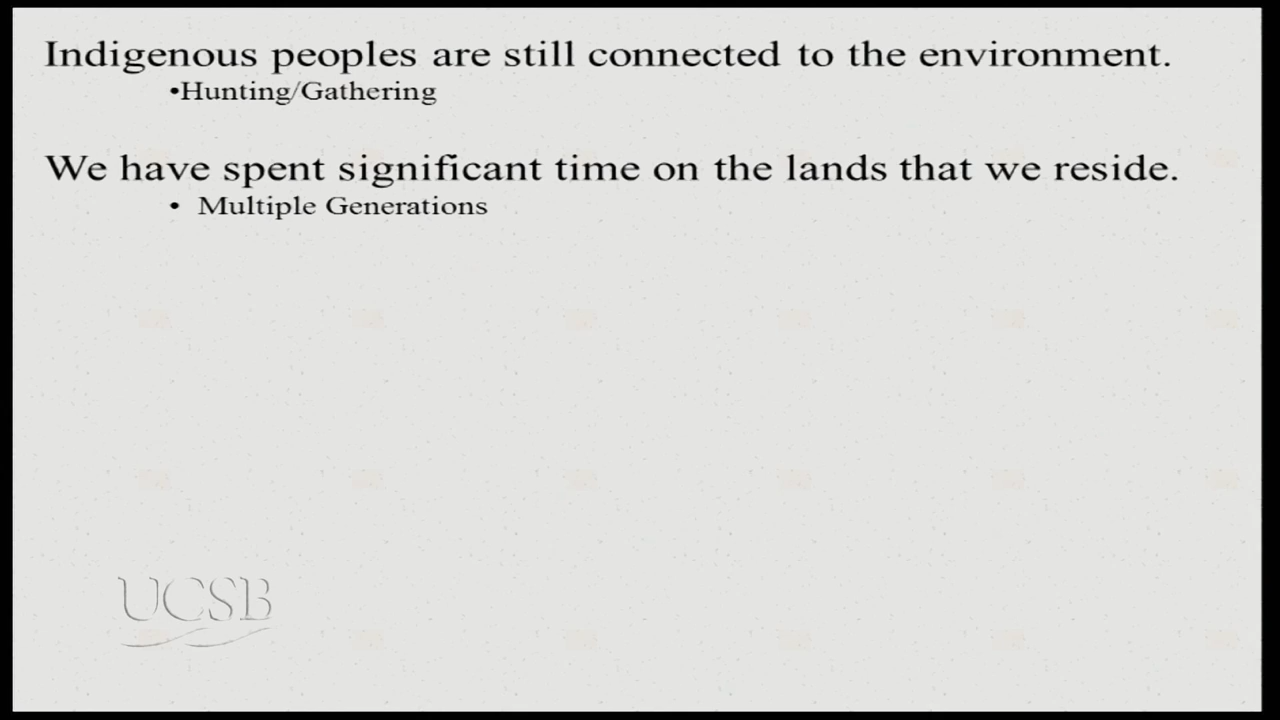 Indigenous peoples are still connected to the environment.
•Hunting/Gathering
We have spent significant time on the lands that we reside.
• Multiple Generations
UCSB